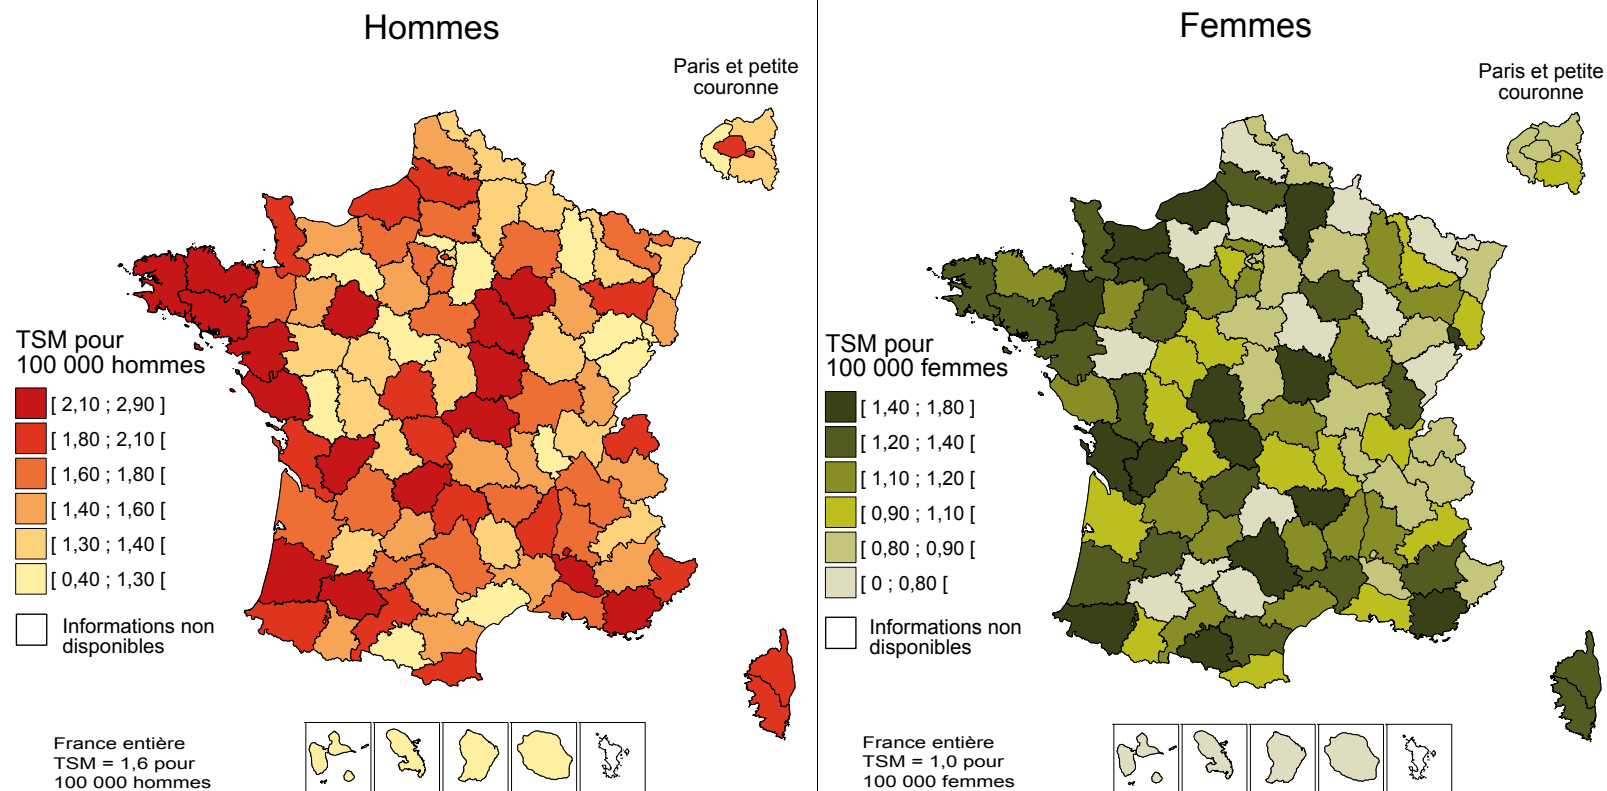 Hommes
Paris et petite
couronne
TSM pour
100 000 hommes
[ 2,10 ; 2,90 ]
[ 1,80 ; 2,10 [
[ 1,60 ; 1,80 [
[ 1,40 ; 1,60 [
[ 1,30 ; 1,40 [
[ 0,40 ; 1,30 [
Informations non
disponibles
France entière
TSM = 1,6 pour
100 000 hommes
Femmes
Paris et petite
couronne
TSM pour
100 000 femmes
[ 1,40 ; 1,80 ]
[ 1,20 ; 1,40 [
[ 1,10 ; 1,20 [
[ 0,90 ; 1,10 [
[ 0,80 ; 0,90 [
[ 0 ; 0,80 [
Informations non
disponibles
France entière
TSM = 1,0 pour
100 000 femmes